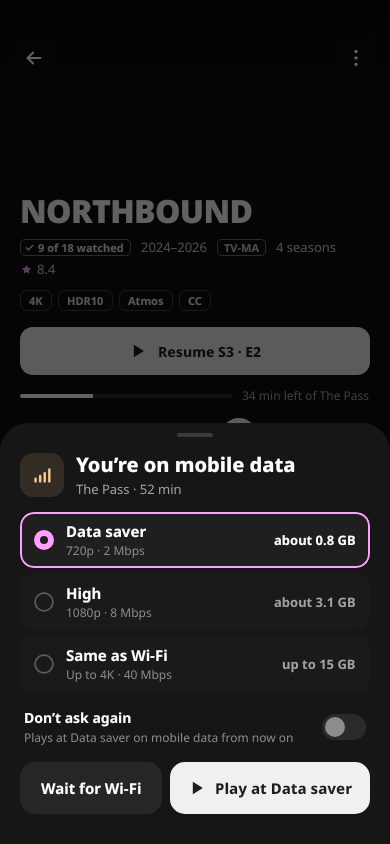 NORTHBOUND
9 of 18 watched 2024–2026 TV-MA 4 seasons
8.4
4K HDR10 Atmos CC
Resume S3 · E2
34 min left of The Pass
You’re on mobile data
The Pass · 52 min
Data saver
720p · 2 Mbps
about 0.8 GB
High
1080p · 8 Mbps
about 3.1 GB
Same as Wi-Fi
Up to 4K · 40 Mbps
up to 15 GB
Don’t ask again
Plays at Data saver on mobile data from now on
Wait for Wi-Fi
Play at Data saver